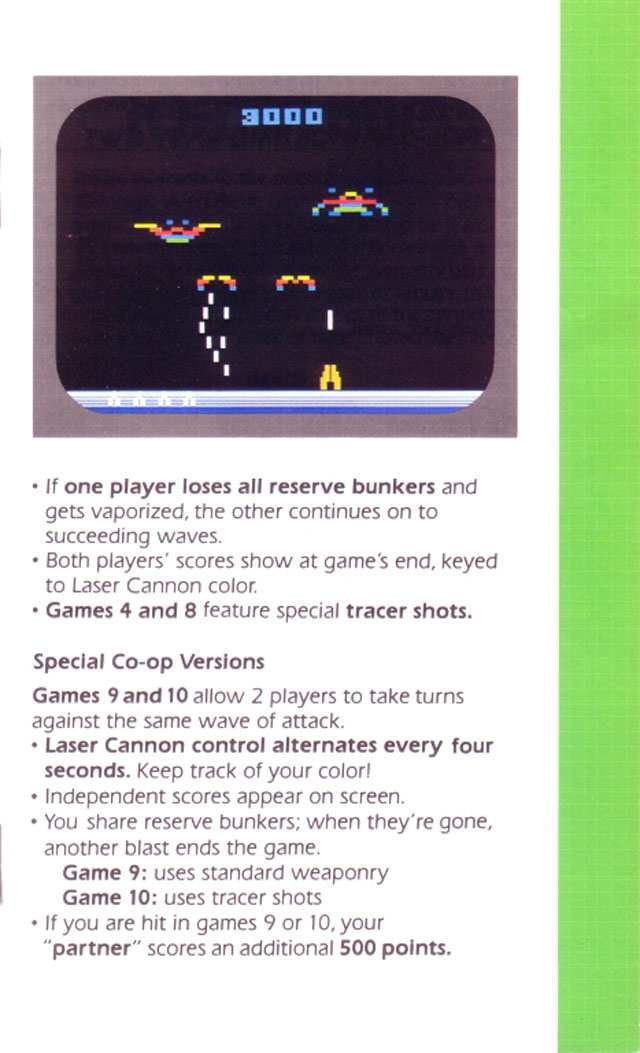 3000
• If one player loses all reserve bunkers and
gets vaporized, the other continues on to
succeeding waves.
• Both players' scores show at game's end, keyed
to Laser Cannon color.
• Games 4 and 8 feature special tracer shots.
Special Co-op Versions
Games 9 and 10 allow 2 players to take turns
against the same wave of attack.
• Laser Cannon control alternates every four
seconds. Keep track of your color!
• Independent scores appear on screen.
• You share reserve bunkers; when they're gone,
another blast ends the game.
Game 9: uses standard weaponry
Game 10: uses tracer shots
• If you are hit in games 9 or 10, your
"partner" scores an additional 500 points.